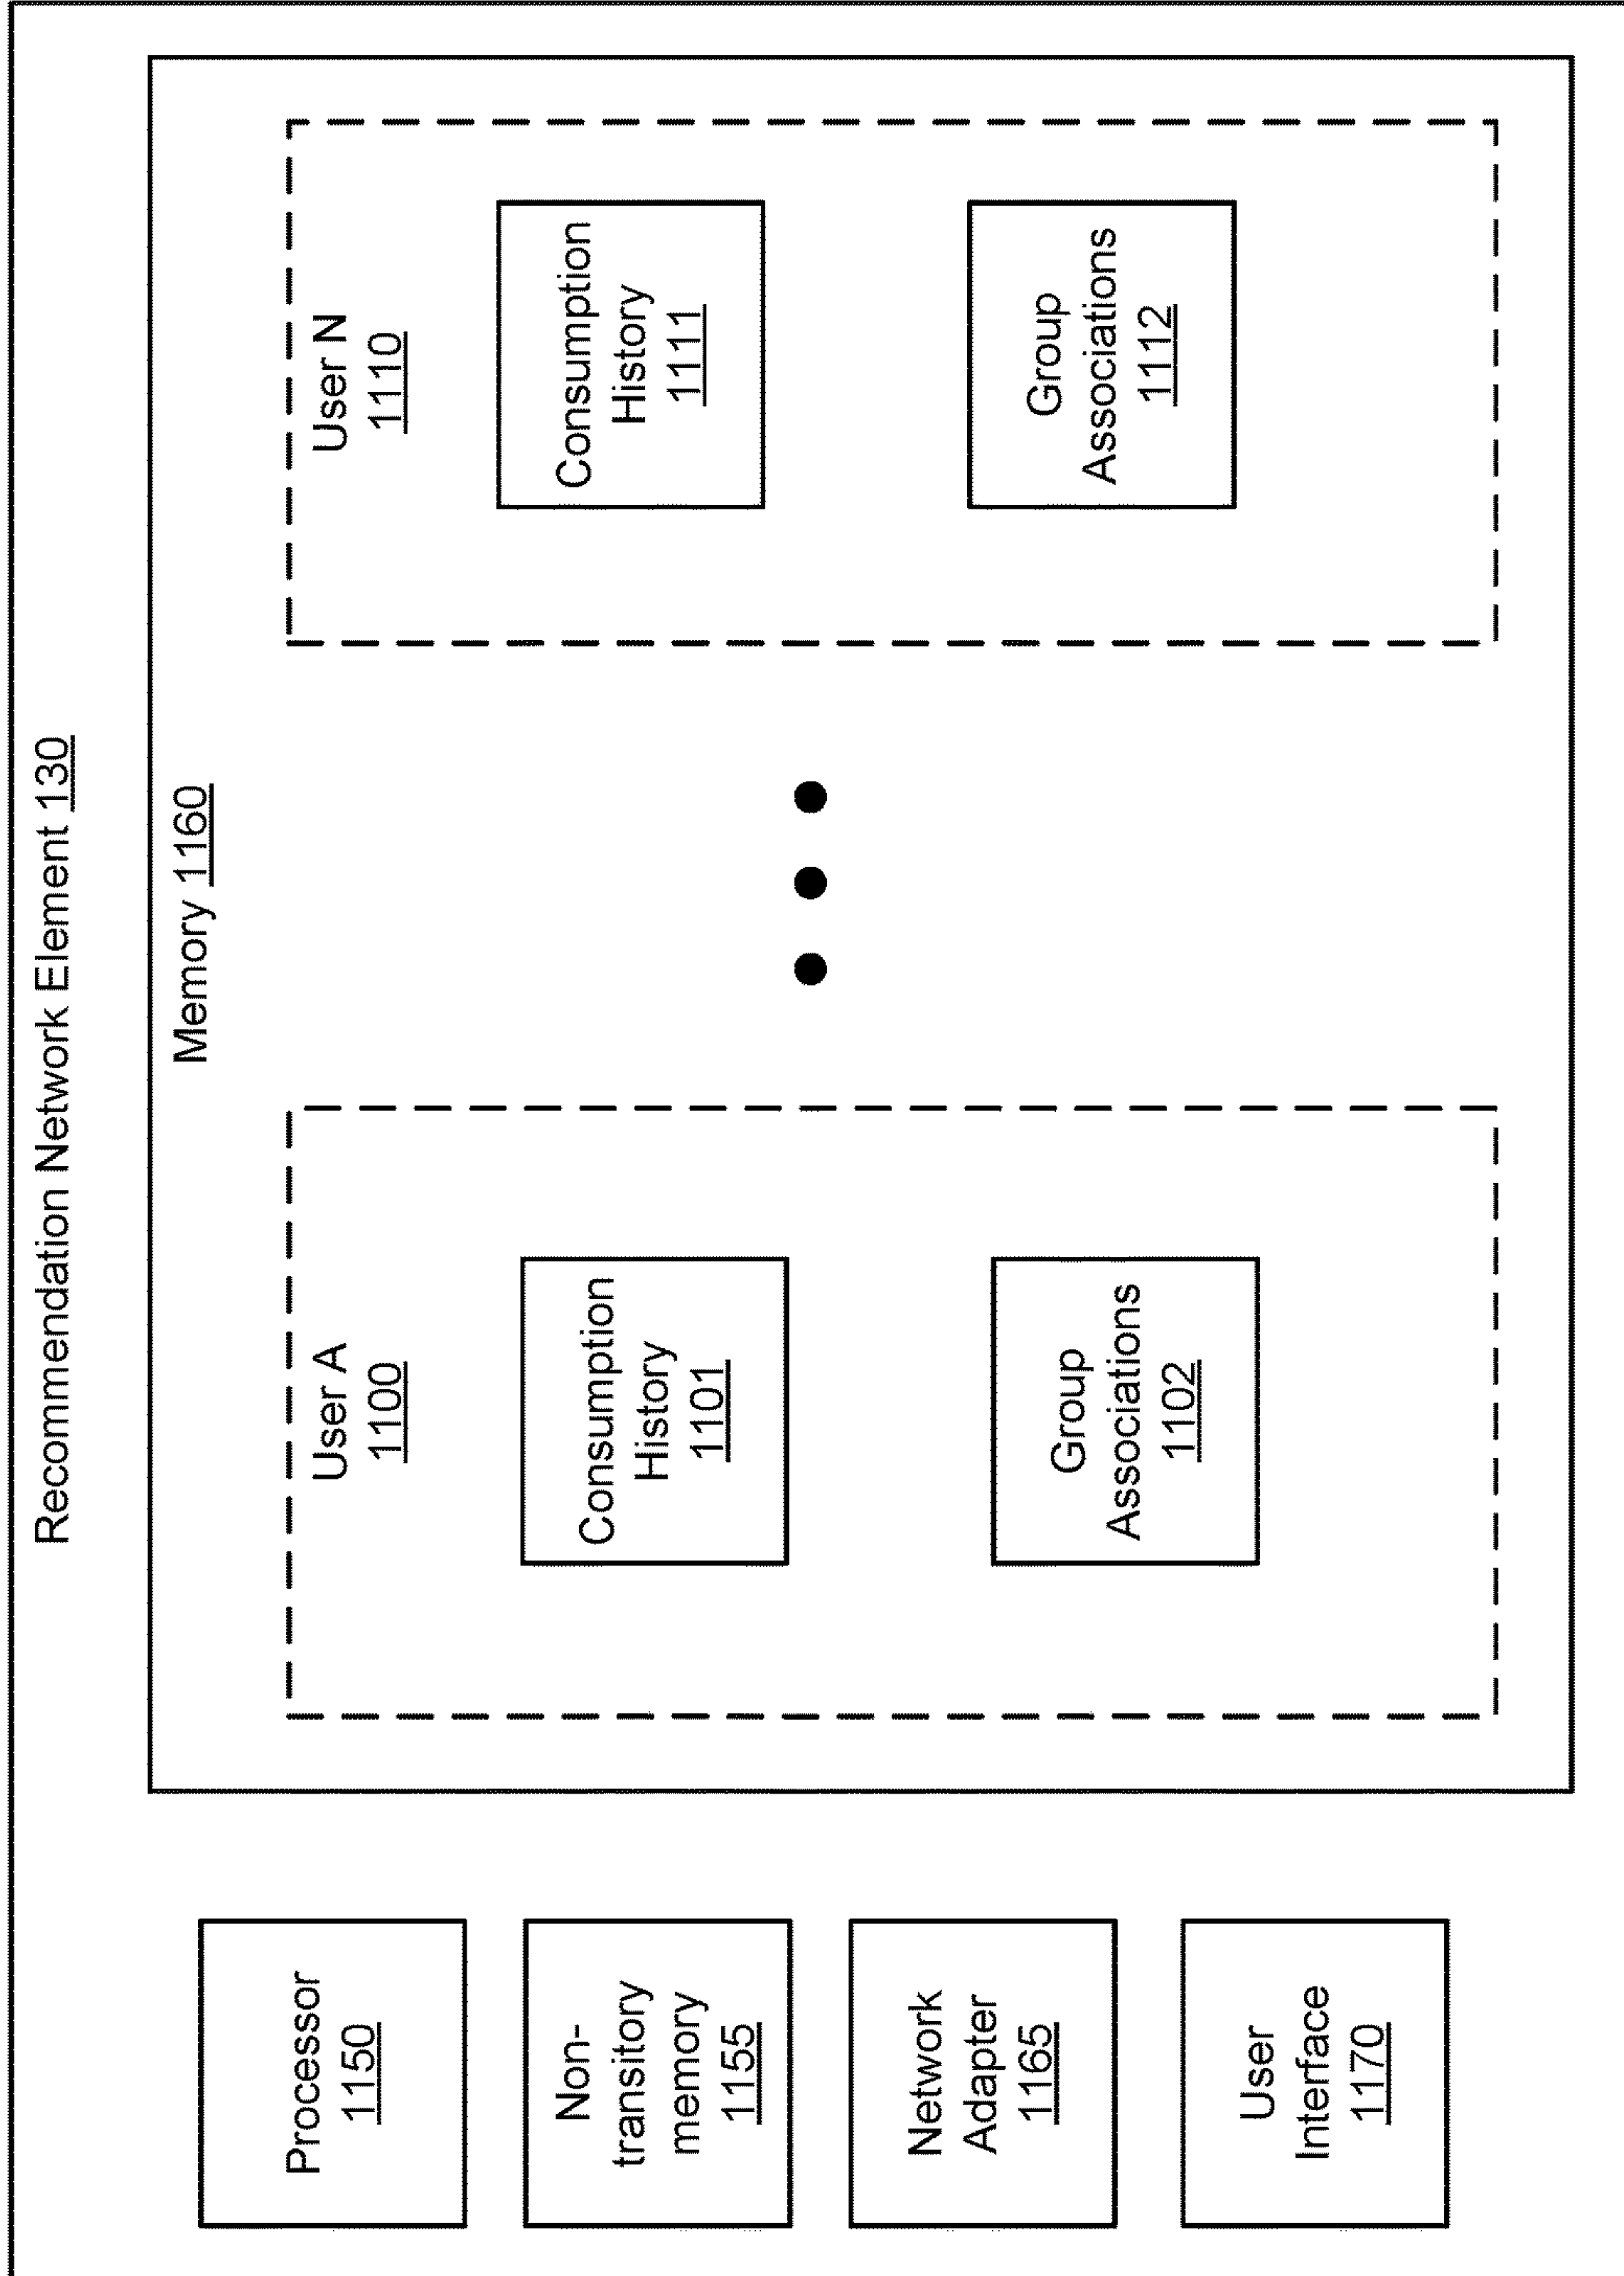 Recommendation Network Element 130
Processor
1150
Non-
transitory
memory
1155
Network
Adapter
1165
User
Interface
1170
Memory 1160
User A
1100
Consumption
History
1101
Group
Associations
1102
User N
1110
Consumption
History
1111
Group
Associations
1112